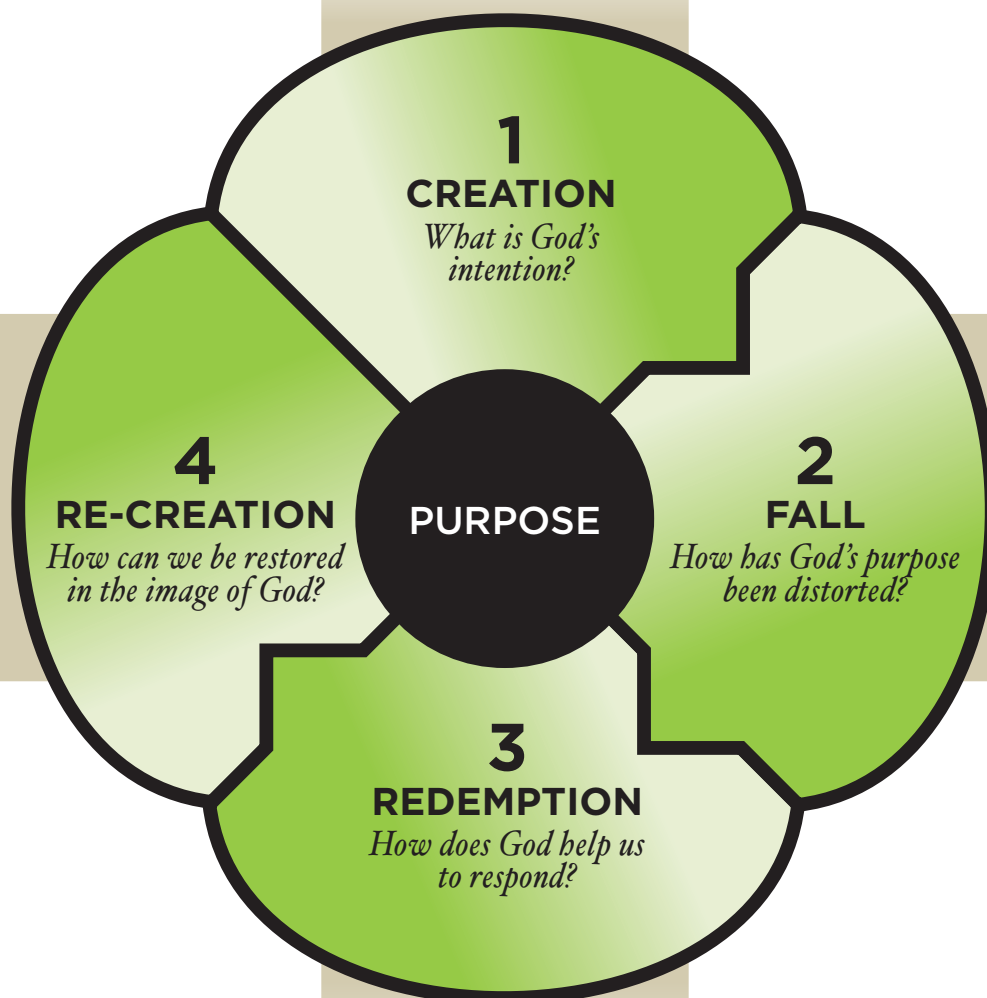 1
CREATION
What is God’s
intention?
2
FALL
How has God’s purpose
been distorted?
3
REDEMPTION
How does God help us
to respond?
4
RE-CREATION
How can we be restored
in the image of God?
PURPOSE